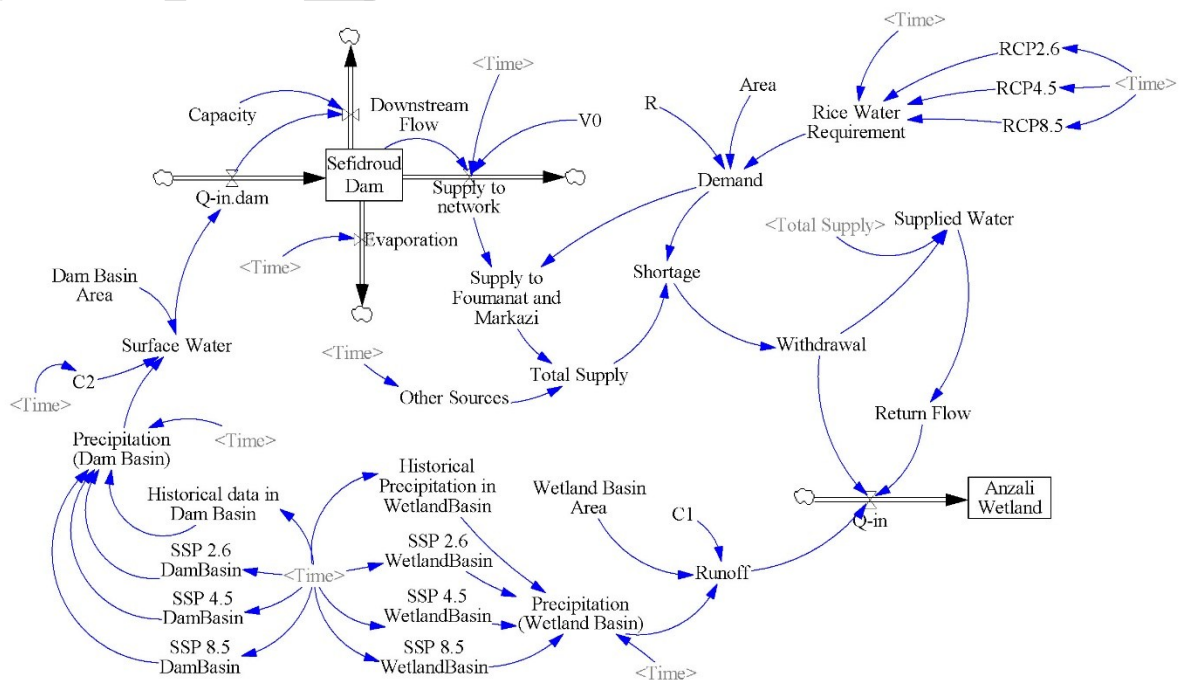 <Time>
<Time>
RCP2.6
RCP4.5
<Time>
RCP8.5
Rice Water
Requirement
Area
R
Capacity
Downstream
Flow
V0
Sefidroud
Dam
Q-in.dam
Supply to
network
Demand
<Total Supply>
Supplied Water
<Time>
Evaporation
Dam Basin
Area
Supply to
Foumanat and
Markazi
Shortage
Surface Water
Withdrawal
<Time>
C2
<Time>
Other Sources
Total Supply
Return Flow
Precipitation
(Dam Basin)
<Time>
Historical data in
Dam Basin
Historical
Precipitation in
WetlandBasin
Wetland Basin
Area
C1
Q-in
Anzali
Wetland
SSP 2.6
DamBasin
<Time>
SSP 2.6
WetlandBasin
Runoff
SSP 4.5
DamBasin
SSP 4.5
WetlandBasin
Precipitation
(Wetland Basin)
SSP 8.5
DamBasin
SSP 8.5
WetlandBasin
<Time>